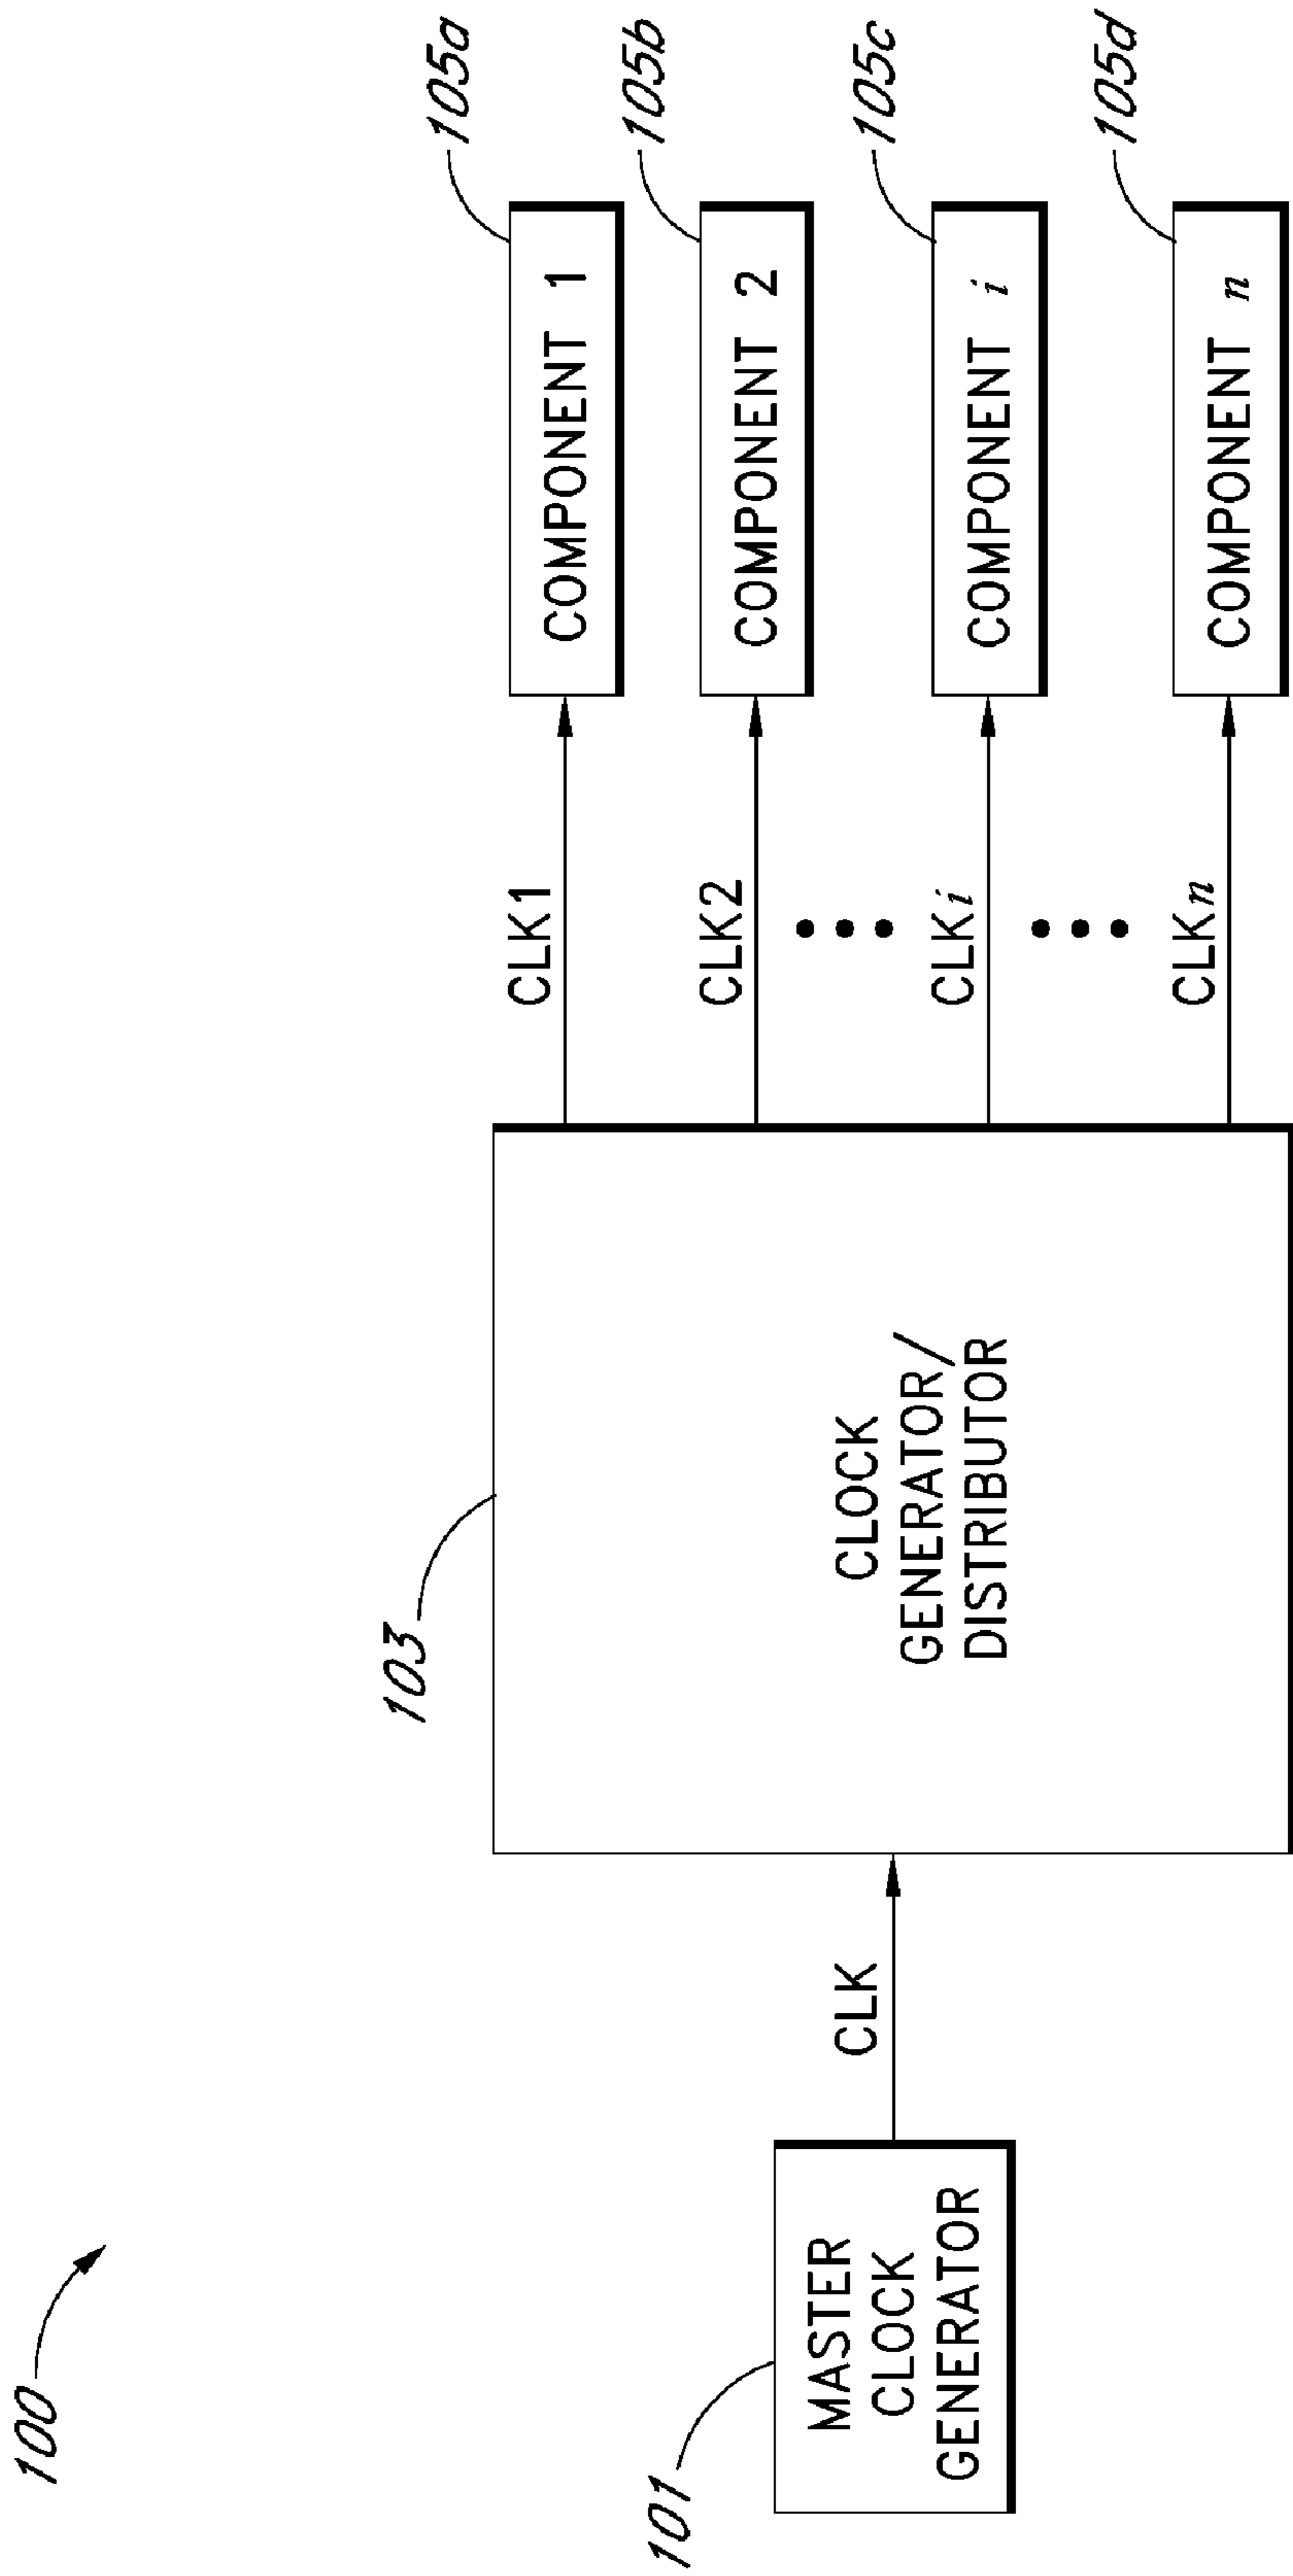 100
101
MASTER
CLOCK
GENERATOR
CLK
103
CLOCK
GENERATOR/
DISTRIBUTOR
CLK1
COMPONENT 1
105a
CLK2
COMPONENT 2
105b
CLKi
COMPONENT i
105c
CLKn
COMPONENT n
105d